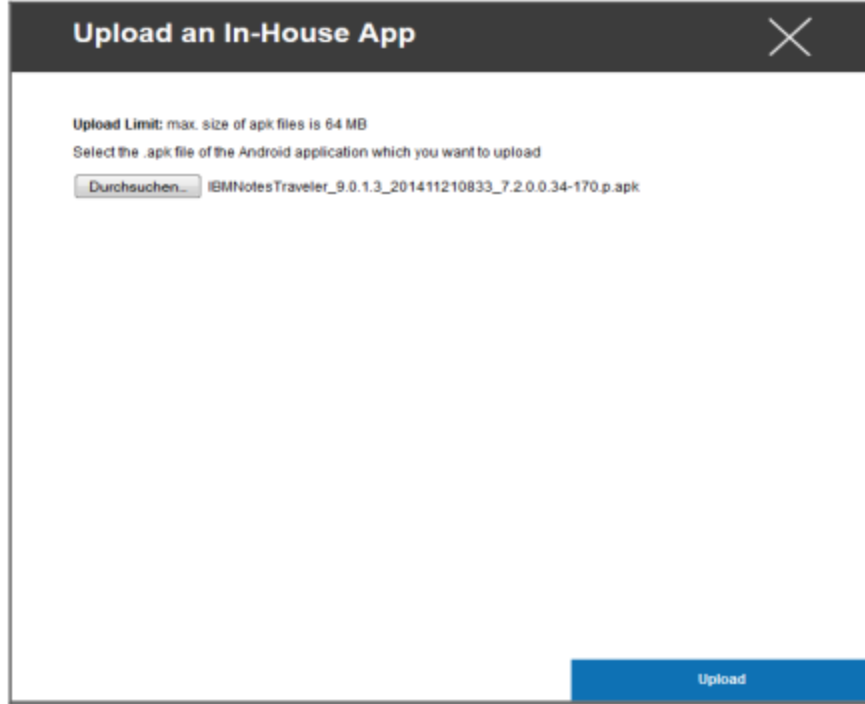 Upload an In-House App
Upload Limit: max. size of apk files is 64 MB
Select the .apk file of the Android application which you want to upload
Durchsuchen... IBMNotesTraveler_9.0.1.3_201411210833_7.2.0.0.34-170.p.apk
Upload